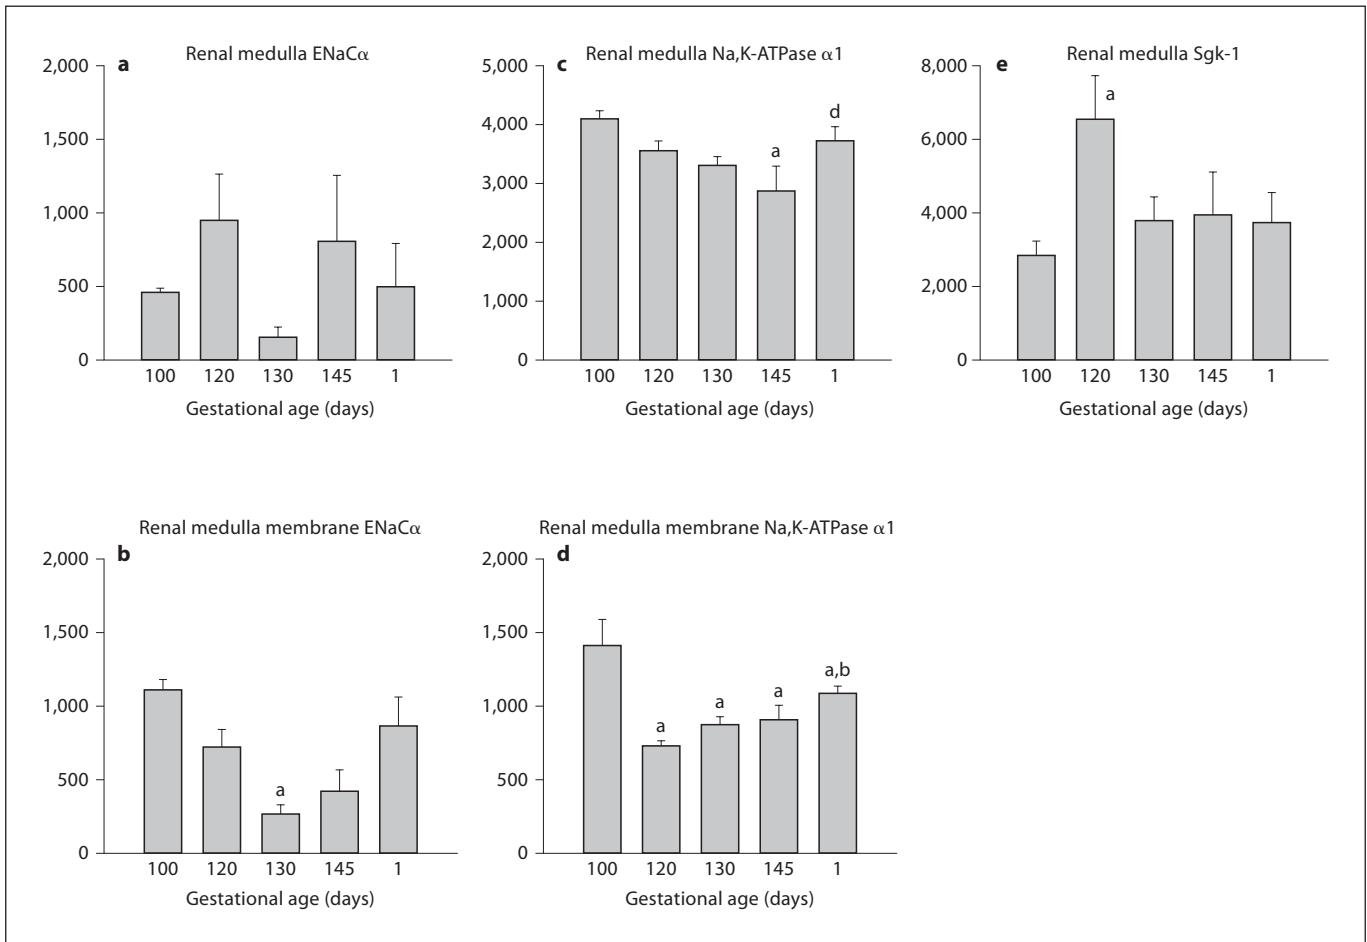 a
Renal medulla ENaCα
2,000
1,500
1,000
500
0
100 120 130 145 1
Gestational age (days)
c
Renal medulla Na,K-ATPase α1
5,000
4,000
3,000
2,000
1,000
0
a
d
100 120 130 145 1
Gestational age (days)
e
Renal medulla Sgk-1
8,000
6,000
4,000
2,000
0
a
100 120 130 145 1
Gestational age (days)
Renal medulla membrane ENaCα
b
2,000
1,500
1,000
500
0
a
100 120 130 145 1
Gestational age (days)
Renal medulla membrane Na,K-ATPase α1
d
2,000
1,500
1,000
500
0
a
a
a
a,b
100 120 130 145 1
Gestational age (days)